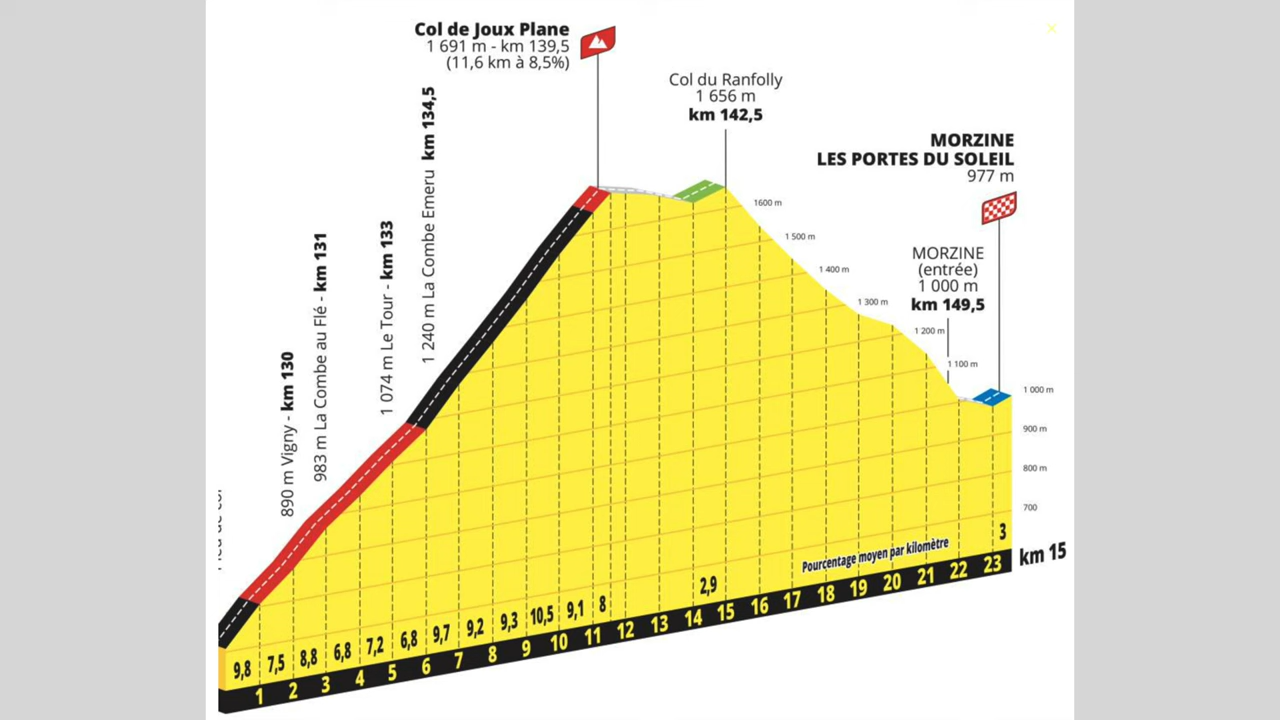 Col de Joux Plane
1 691 m - km 139,5
(11,6 km à 8,5%)
Col du Ranfolly
1 656 m
km 142,5
MORZINE
LES PORTES DU SOLEIL
977 m
MORZINE
(entrée)
1 000 m
km 149,5
890 m Vigny - km 130
983 m La Combe au Flé - km 131
1 074 m Le Tour - km 133
1 240 m La Combe Emeru km 134,5
1600 m
1 500 m
1 400 m
1 300 m
1 200 m
1 100 m
1 000 m
900 m
800 m
700
Pourcentage moyen par kilomètre
9,8 7,5 8,8 6,8 7,2 6,8 9,7 9,2 9,3 10,5 9,1 8 2,9 3
1 2 3 4 5 6 7 8 9 10 11 12 13 14 15 16 17 18 19 20 21 22 23 km 15